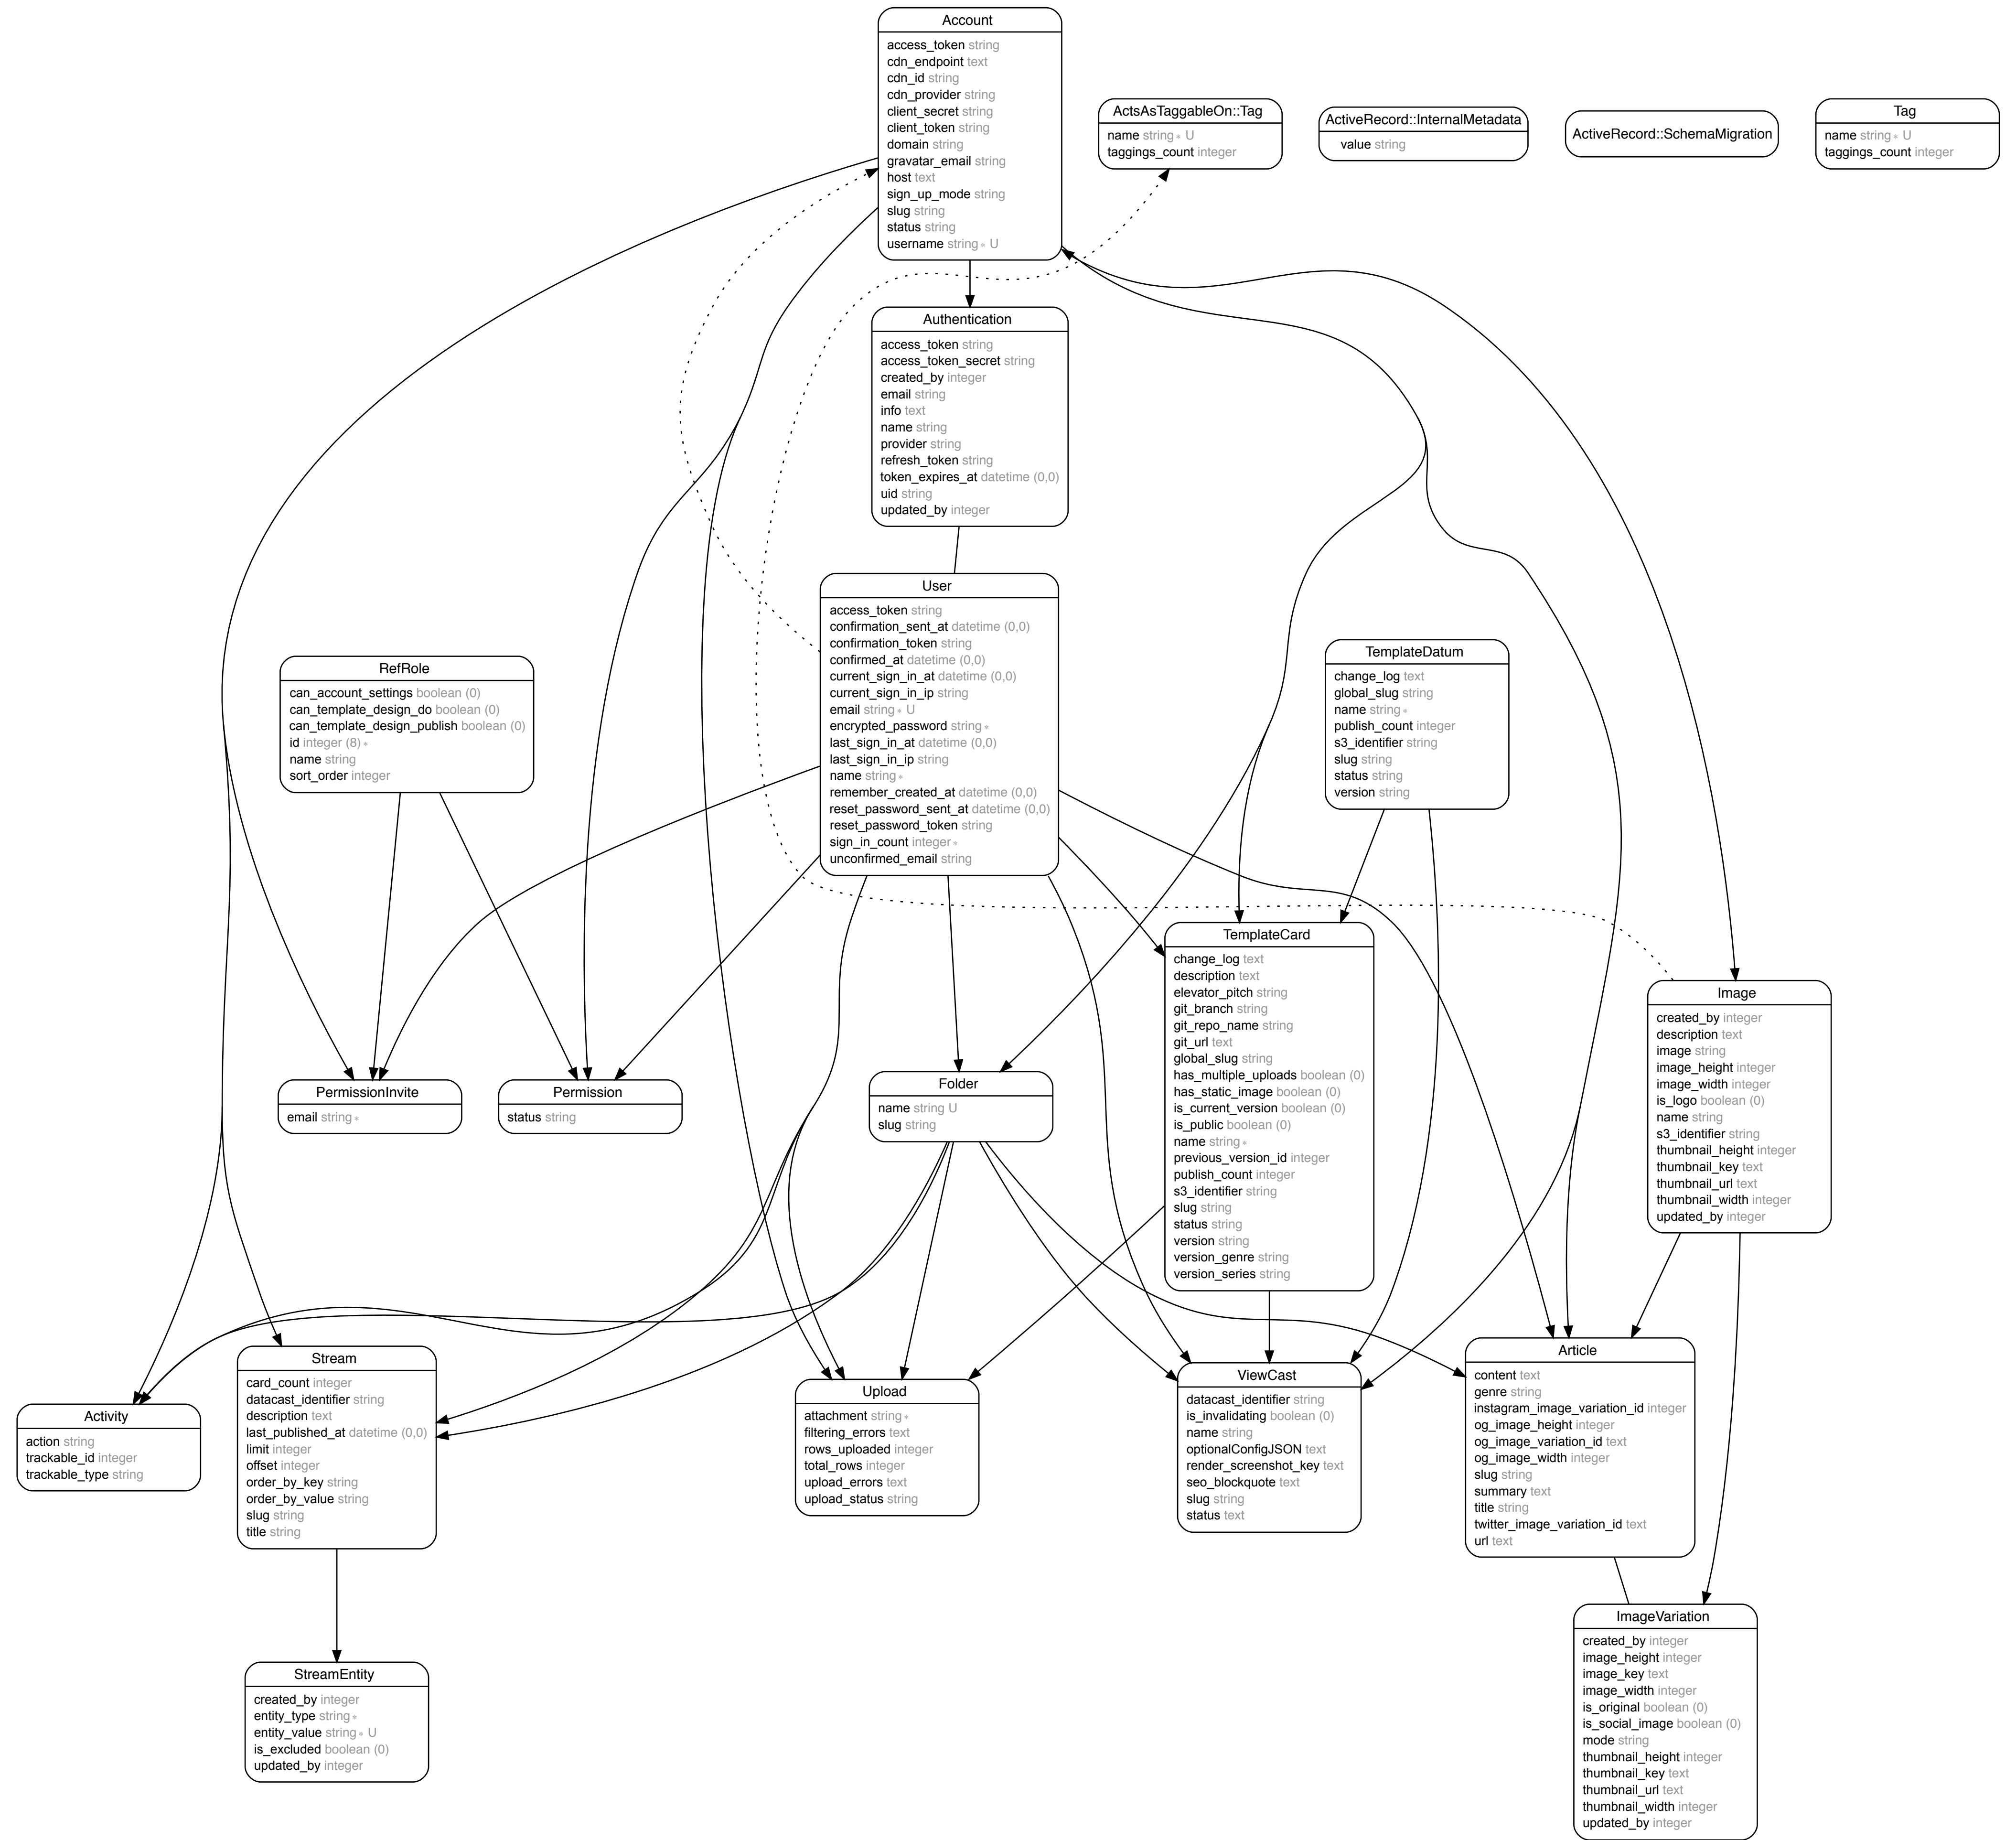 Account
access_token string
cdn_endpoint text
cdn_id string
cdn_provider string
client_secret string
client_token string
domain string
gravatar_email string
host text
sign_up_mode string
slug string
status string
username string* U
ActsAsTaggableOn::Tag
name string* U
taggings_count integer
ActiveRecord::InternalMetadata
value string
ActiveRecord::SchemaMigration
Tag
name string* U
taggings_count integer
Authentication
access_token string
access_token_secret string
created_by integer
email string
info text
name string
provider string
refresh_token string
token_expires_at datetime (0,0)
uid string
updated_by integer
User
access_token string
confirmation_sent_at datetime (0,0)
confirmation_token string
confirmed_at datetime (0,0)
current_sign_in_at datetime (0,0)
current_sign_in_ip string
email string* U
encrypted_password string*
last_sign_in_at datetime (0,0)
last_sign_in_ip string
name string*
remember_created_at datetime (0,0)
reset_password_sent_at datetime (0,0)
reset_password_token string
sign_in_count integer*
unconfirmed_email string
RefRole
can_account_settings boolean (0)
can_template_design_do boolean (0)
can_template_design_publish boolean (0)
id integer (8)*
name string
sort_order integer
TemplateDatum
change_log text
global_slug string
name string*
publish_count integer
s3_identifier string
slug string
status string
version string
TemplateCard
change_log text
description text
elevator_pitch string
git_branch string
git_repo_name string
git_url text
global_slug string
has_multiple_uploads boolean (0)
has_static_image boolean (0)
is_current_version boolean (0)
is_public boolean (0)
name string*
previous_version_id integer
publish_count integer
s3_identifier string
slug string
status string
version string
version_genre string
version_series string
Image
created_by integer
description text
image string
image_height integer
image_width integer
is_logo boolean (0)
name string
s3_identifier string
thumbnail_height integer
thumbnail_key text
thumbnail_url text
thumbnail_width integer
updated_by integer
PermissionInvite
email string*
Permission
status string
Folder
name string U
slug string
Activity
action string
trackable_id integer
trackable_type string
Stream
card_count integer
datacast_identifier string
description text
last_published_at datetime (0,0)
limit integer
offset integer
order_by_key string
order_by_value string
slug string
title string
Upload
attachment string*
filtering_errors text
rows_uploaded integer
total_rows integer
upload_errors text
upload_status string
ViewCast
datacast_identifier string
is_invalidating boolean (0)
name string
optionalConfigJSON text
render_screenshot_key text
seo_blockquote text
slug string
status text
Article
content text
genre string
instagram_image_variation_id integer
og_image_height integer
og_image_variation_id text
og_image_width integer
slug string
summary text
title string
twitter_image_variation_id text
url text
StreamEntity
created_by integer
entity_type string*
entity_value string* U
is_excluded boolean (0)
updated_by integer
ImageVariation
created_by integer
image_height integer
image_key text
image_width integer
is_original boolean (0)
is_social_image boolean (0)
mode string
thumbnail_height integer
thumbnail_key text
thumbnail_url text
thumbnail_width integer
updated_by integer